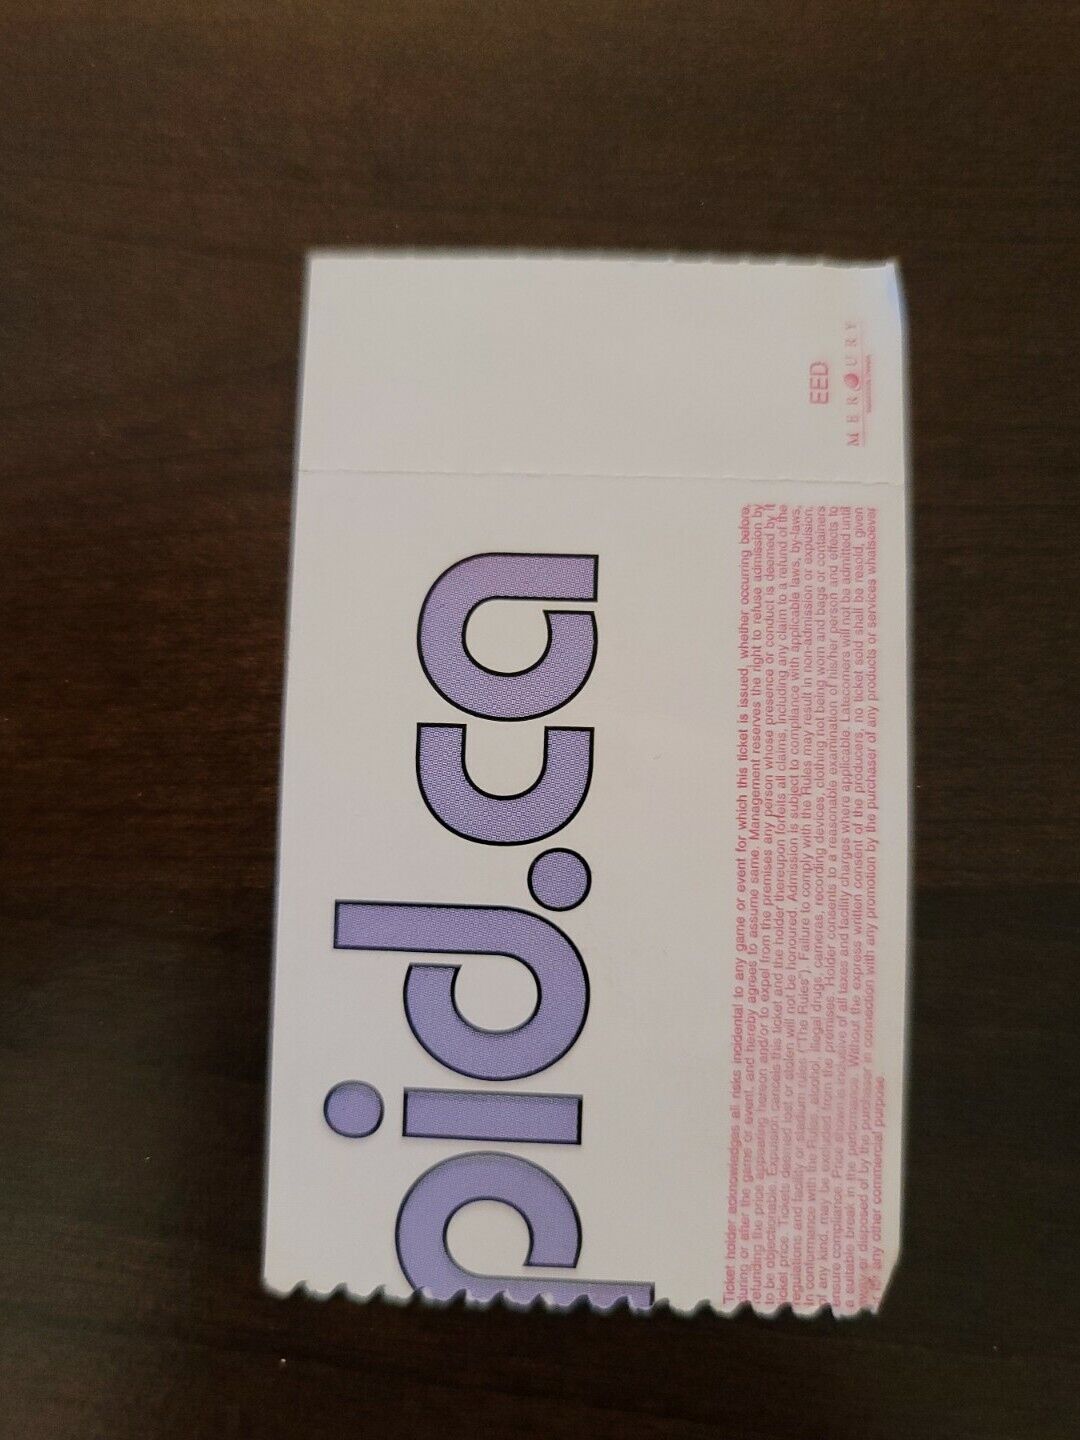 pid.ca
EED
MERCURY
Ticket holder acknowledges all risks incidental to any game or event for which this ticket is issued, whether occurring before,
during or after the game or event, and hereby agrees to assume same. Management reserves the right to refuse admission by
refunding the price appearing hereon and/or to expel from the premises any person whose presence or conduct is deemed by it
to be objectionable. Expulsion cancels this ticket and the holder thereupon forfeits all claims, including any claim to a refund of the
ticket price. Tickets deemed lost or stolen will not be honoured. Admission is subject to compliance with applicable laws, by-laws,
regulations and facility or stadium rules ("The Rules"). Failure to comply with the Rules may result in non-admission or expulsion.
In conformance with the Rules, alcohol, illegal drugs, cameras, recording devices, clothing not being worn and bags or containers
of any kind, may be excluded from the premises. Holder consents to a reasonable examination of his/her person and effects to
ensure compliance. Price shown is inclusive of all taxes and facility charges where applicable. Latecomers will not be admitted until
a suitable break in the performance. Without the express written consent of the producers, no ticket sold shall be resold, given
away or disposed of by the purchaser in connection with any promotion by the purchaser of any products or services whatsoever
any other commercial purpose